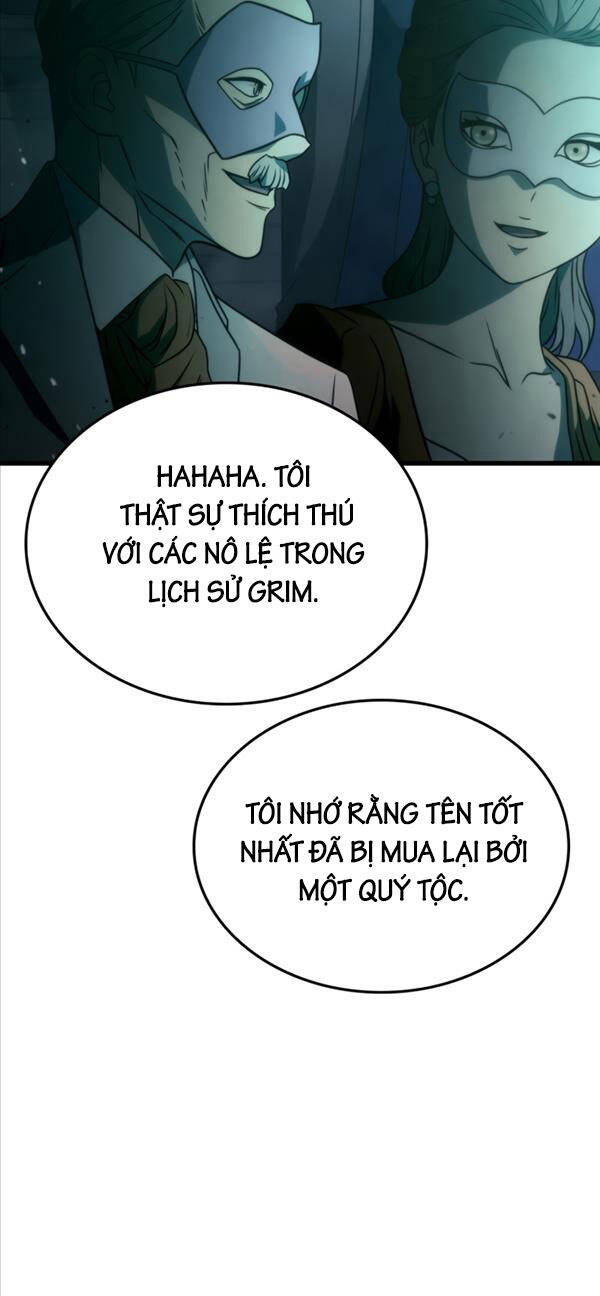 HAHAHA. TÔI
THẬT SỰ THÍCH THÚ
VỚI CÁC NÔ LỆ TRONG
LỊCH SỬ GRIM.
TÔI NHỚ RẰNG TÊN TỐT
NHẤT ĐÃ BỊ MUA LẠI BỞI
MỘT QUÝ TỘC.